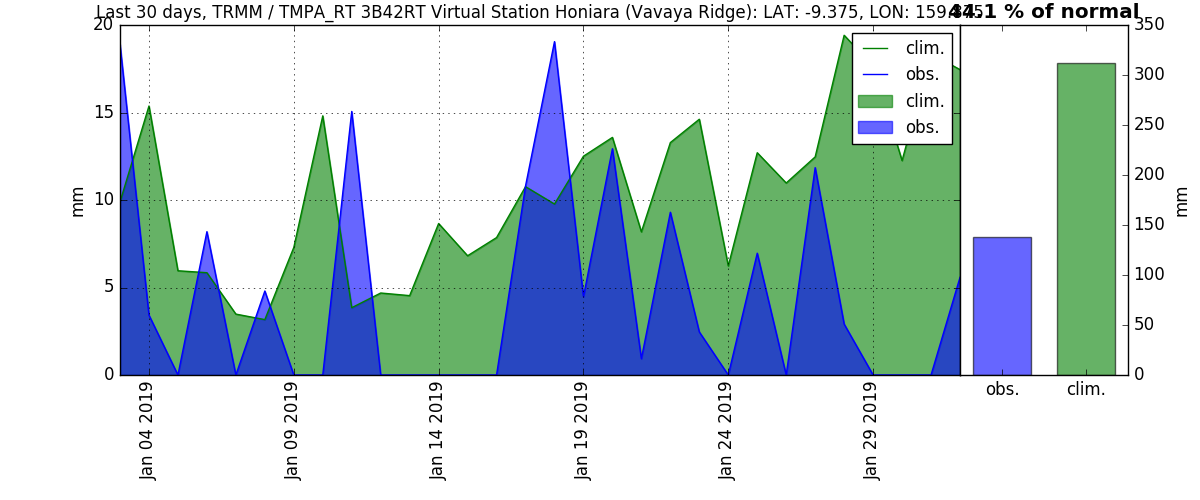 Last 30 days, TRMM / TMPA_RT 3B42RT Virtual Station Honiara (Vavaya Ridge): LAT: -9.375, LON:
44.1 % of normal
20
15
10
5
0
mm
clim.
obs.
clim.
obs.
350
300
250
200
150
100
50
0
mm
obs.
clim.
Jan 04 2019
Jan 09 2019
Jan 14 2019
Jan 19 2019
Jan 24 2019
Jan 29 2019